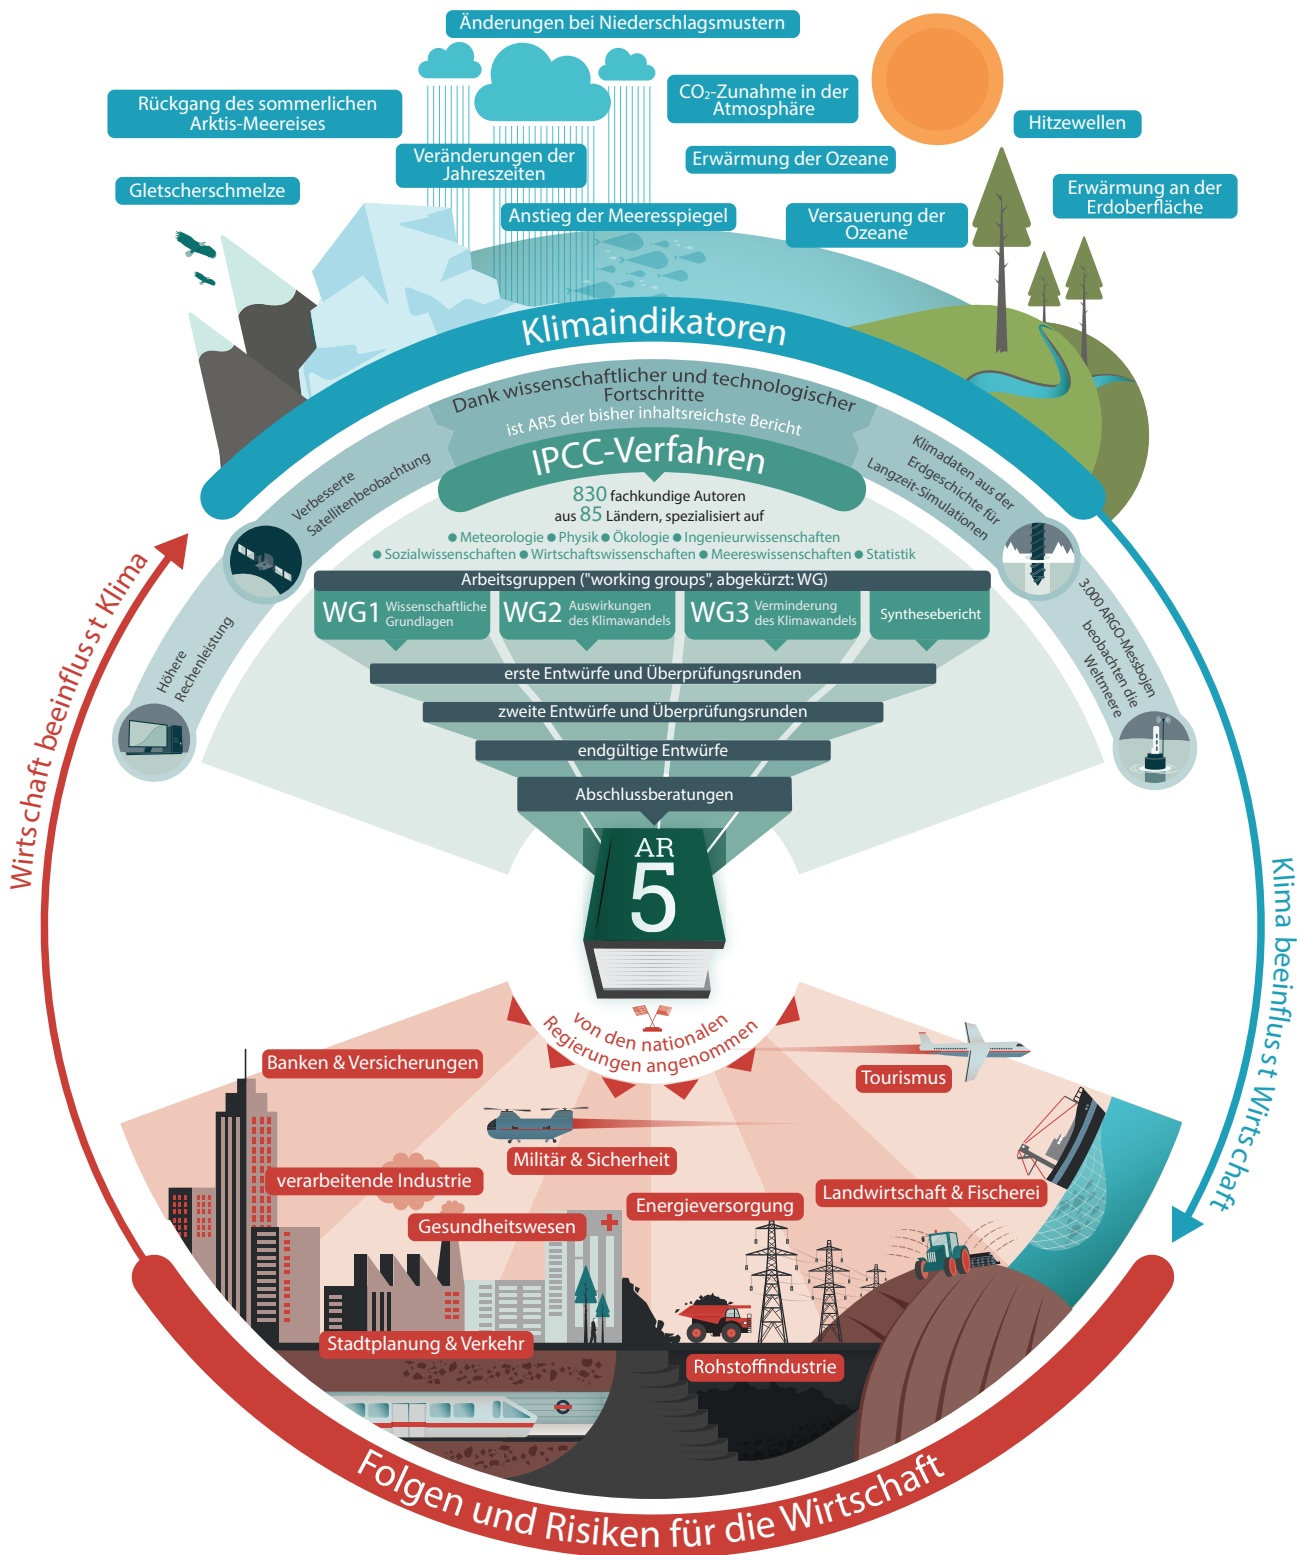 Änderungen bei Niederschlagsmustern
Rückgang des sommerlichen
Arktis-Meereises
CO₂-Zunahme in der
Atmosphäre
Hitzewellen
Veränderungen der
Jahreszeiten
Erwärmung der Ozeane
Gletscherschmelze
Erwärmung an der
Erdoberfläche
Anstieg der Meeresspiegel
Versauerung der
Ozeane
Klimaindikatoren
Dank wissenschaftlicher und technologischer
Fortschritte
ist AR5 der bisher inhaltsreichste Bericht
IPCC-Verfahren
Verbesserte
Satellitenbeobachtung
Höhere
Rechenleistung
Klimadaten aus der
Erdgeschichte für
Langzeit-Simulationen
3.000 ARGO-Messbojen
beobachten die
Weltmeere
830 fachkundige Autoren
aus 85 Ländern, spezialisiert auf
● Meteorologie ● Physik ● Ökologie ● Ingenieurwissenschaften
● Sozialwissenschaften ● Wirtschaftswissenschaften ● Meereswissenschaften ● Statistik
Arbeitsgruppen ("working groups", abgekürzt: WG)
WG1 Wissenschaftliche
Grundlagen
WG2 Auswirkungen
des Klimawandels
WG3 Verminderung
des Klimawandels
Synthesebericht
erste Entwürfe und Überprüfungsrunden
zweite Entwürfe und Überprüfungsrunden
endgültige Entwürfe
Abschlussberatungen
AR
5
von den nationalen
Regierungen angenommen
Wirtschaft beeinflusst Klima
Klima beeinflusst Wirtschaft
Banken & Versicherungen
Tourismus
Militär & Sicherheit
verarbeitende Industrie
Landwirtschaft & Fischerei
Energieversorgung
Gesundheitswesen
Stadtplanung & Verkehr
Rohstoffindustrie
Folgen und Risiken für die Wirtschaft